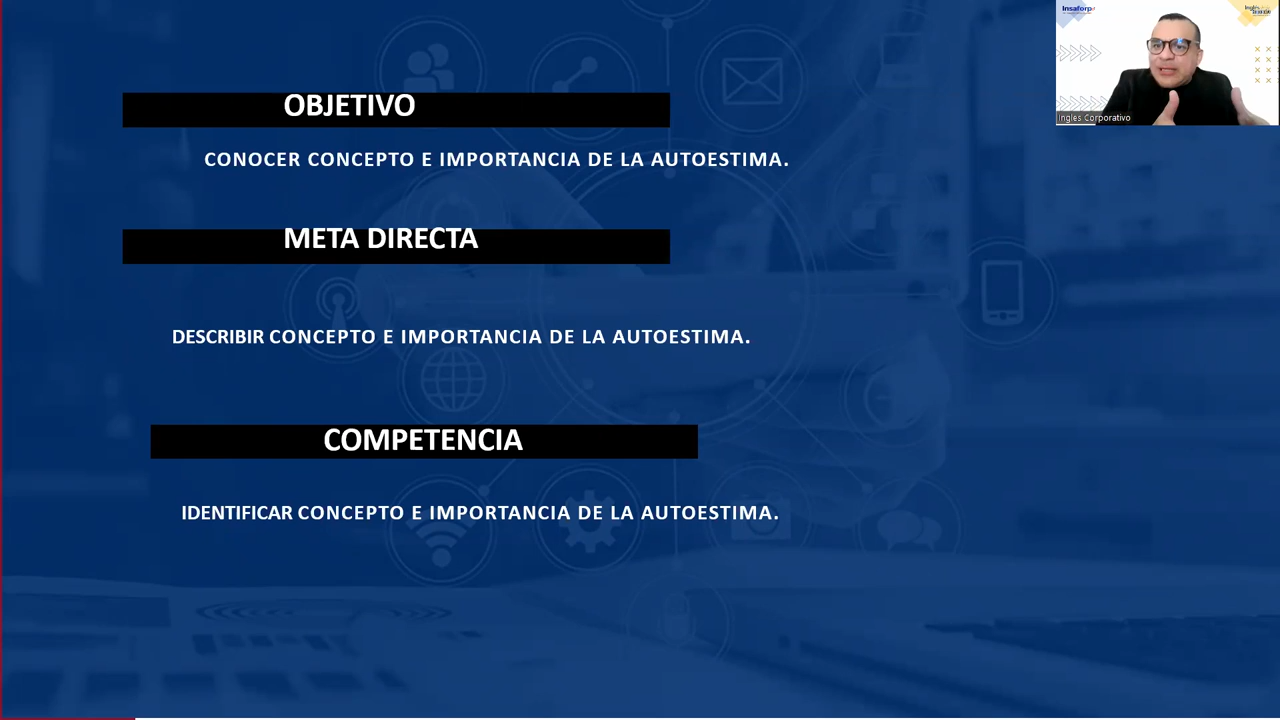 OBJETIVO
CONOCER CONCEPTO E IMPORTANCIA DE LA AUTOESTIMA.
META DIRECTA
DESCRIBIR CONCEPTO E IMPORTANCIA DE LA AUTOESTIMA.
COMPETENCIA
IDENTIFICAR CONCEPTO E IMPORTANCIA DE LA AUTOESTIMA.
Insaforp
Ingles Corporativo